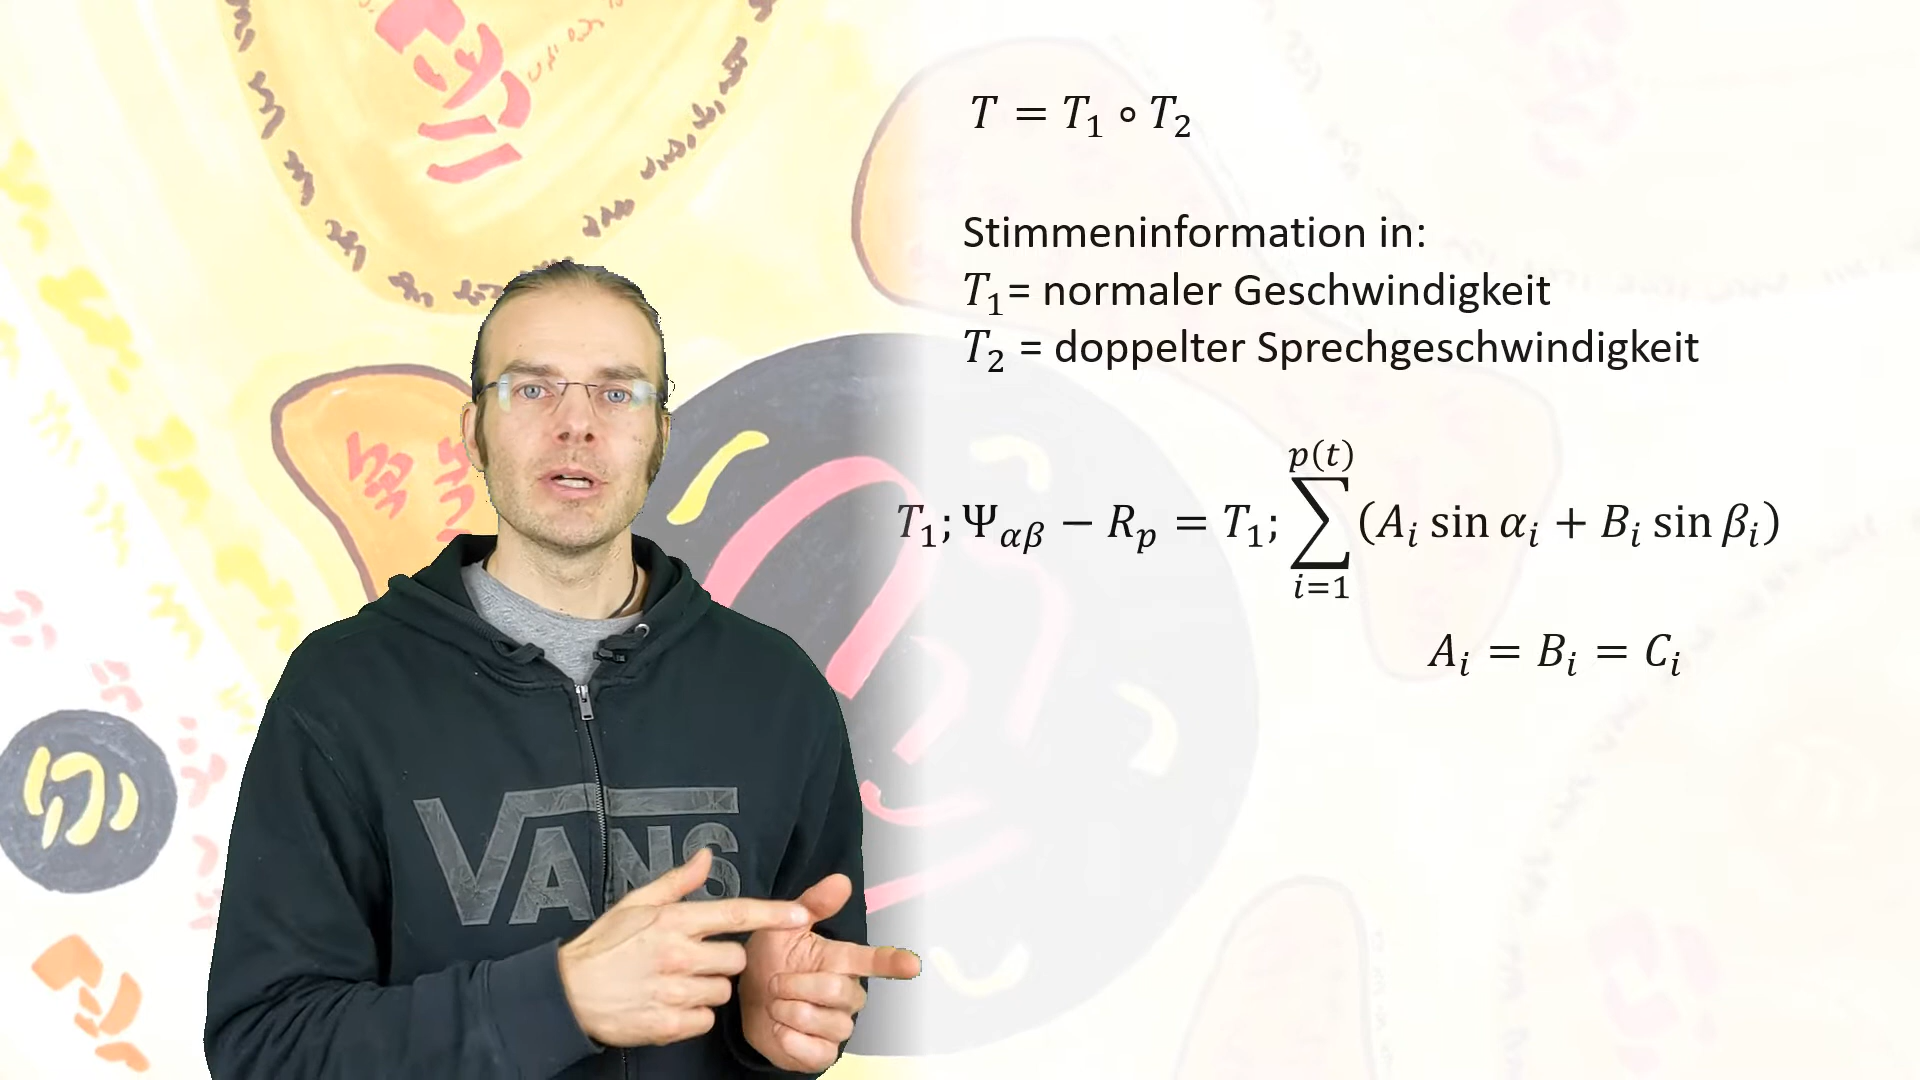 T = T₁ ∘ T₂
Stimmeninformation in:
T₁= normaler Geschwindigkeit
T₂ = doppelter Sprechgeschwindigkeit
T₁; Ψ_αβ − R_p = T₁; ∑_{i=1}^{p(t)} (A_i sin α_i + B_i sin β_i)
A_i = B_i = C_i
VANS